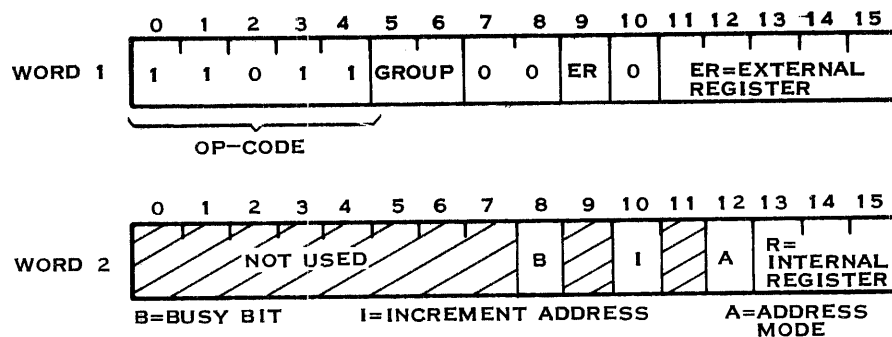 0 1 2 3 4 5 6 7 8 9 10 11 12 13 14 15
WORD 1 1 1 0 1 1 GROUP 0 0 ER 0 ER=EXTERNAL
REGISTER
OP-CODE
0 1 2 3 4 5 6 7 8 9 10 11 12 13 14 15
WORD 2 NOT USED B I A R=
INTERNAL
REGISTER
B=BUSY BIT I=INCREMENT ADDRESS A=ADDRESS
MODE